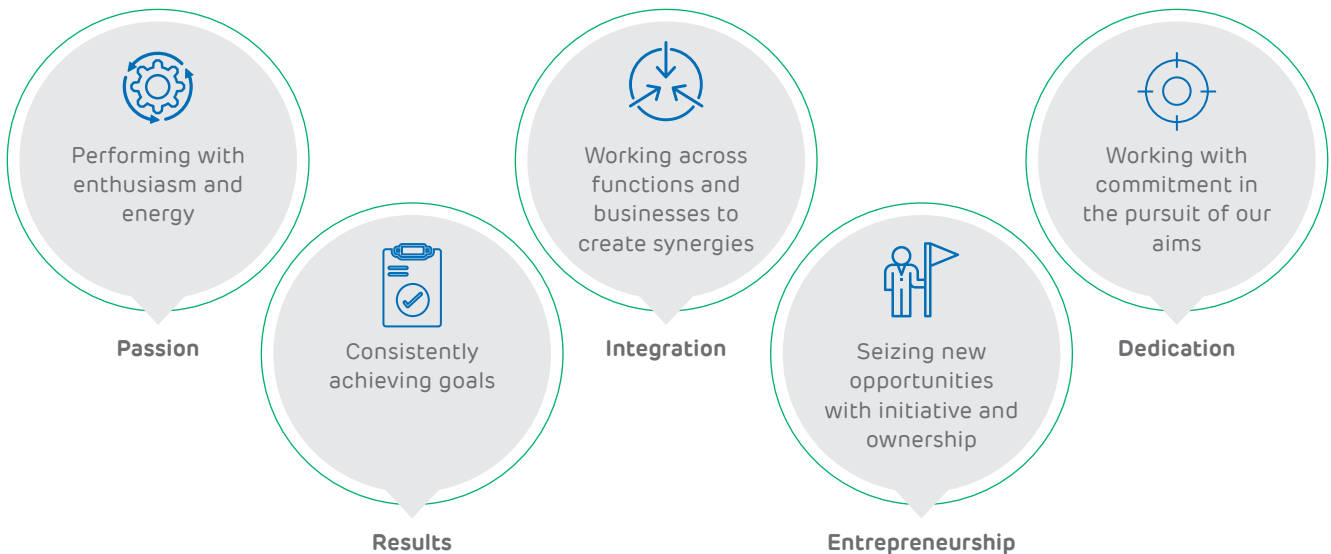 Performing with
enthusiasm and
energy
Passion
Consistently
achieving goals
Results
Working across
functions and
businesses to
create synergies
Integration
Seizing new
opportunities
with initiative and
ownership
Entrepreneurship
Working with
commitment in
the pursuit of our
aims
Dedication